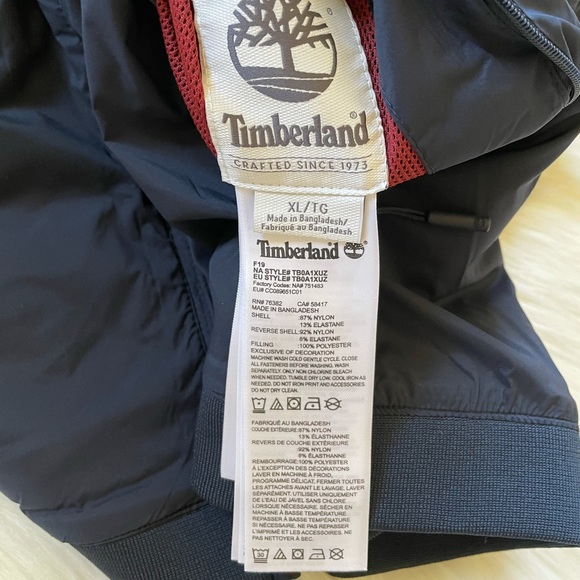 ®
Timberland®
CRAFTED SINCE 1973
XL/TG
Made in Bangladesh/
Fabriqué au Bangladesh
Timberland
F19
NA STYLE# TB0A1XUZ
EU STYLE# TB0A1XUZ
Factory Codes: NA# 751483
EU# CC089651C01
RN# 76382 CA# 58417
MADE IN BANGLADESH
SHELL :87% NYLON
13% ELASTANE
REVERSE SHELL:92% NYLON
8% ELASTANE
FILLING :100% POLYESTER
EXCLUSIVE OF DECORATION
MACHINE WASH COLD GENTLE CYCLE. CLOSE
ALL FASTENERS BEFORE WASHING. WASH
SEPARATELY. ONLY NON CHLORINE BLEACH
WHEN NEEDED. TUMBLE DRY LOW. COOL IRON AS
NEEDED. DO NOT IRON PRINT AND ACCESSORIES.
DO NOT DRY CLEAN.
FABRIQUÉ AU BANGLADESH
COUCHE EXTÉRIEURE:87% NYLON
13% ÉLASTHANNE
REVERS DE COUCHE EXTÉRIEURE
:92% NYLON
8% ÉLASTHANNE
REMBOURRAGE:100% POLYESTER
À L'EXCEPTION DES DÉCORATIONS
LAVER EN MACHINE À FROID,
PROGRAMME DÉLICAT. FERMER TOUTES
LES ATTACHES AVANT LE LAVAGE. LAVER
SÉPARÉMENT. UTILISER UNIQUEMENT
DE L'EAU DE JAVEL SANS CHLORE
LORSQUE NÉCESSAIRE. SÉCHER À LA
MACHINE À BASSE TEMPÉRATURE.
REPASSER À BASSE TEMPÉRATURE SI
NÉCESSAIRE. NE PAS REPASSER SUR
L'IMPRIMÉ ET LES ACCESSOIRES. NE
PAS NETTOYER À SEC.
30